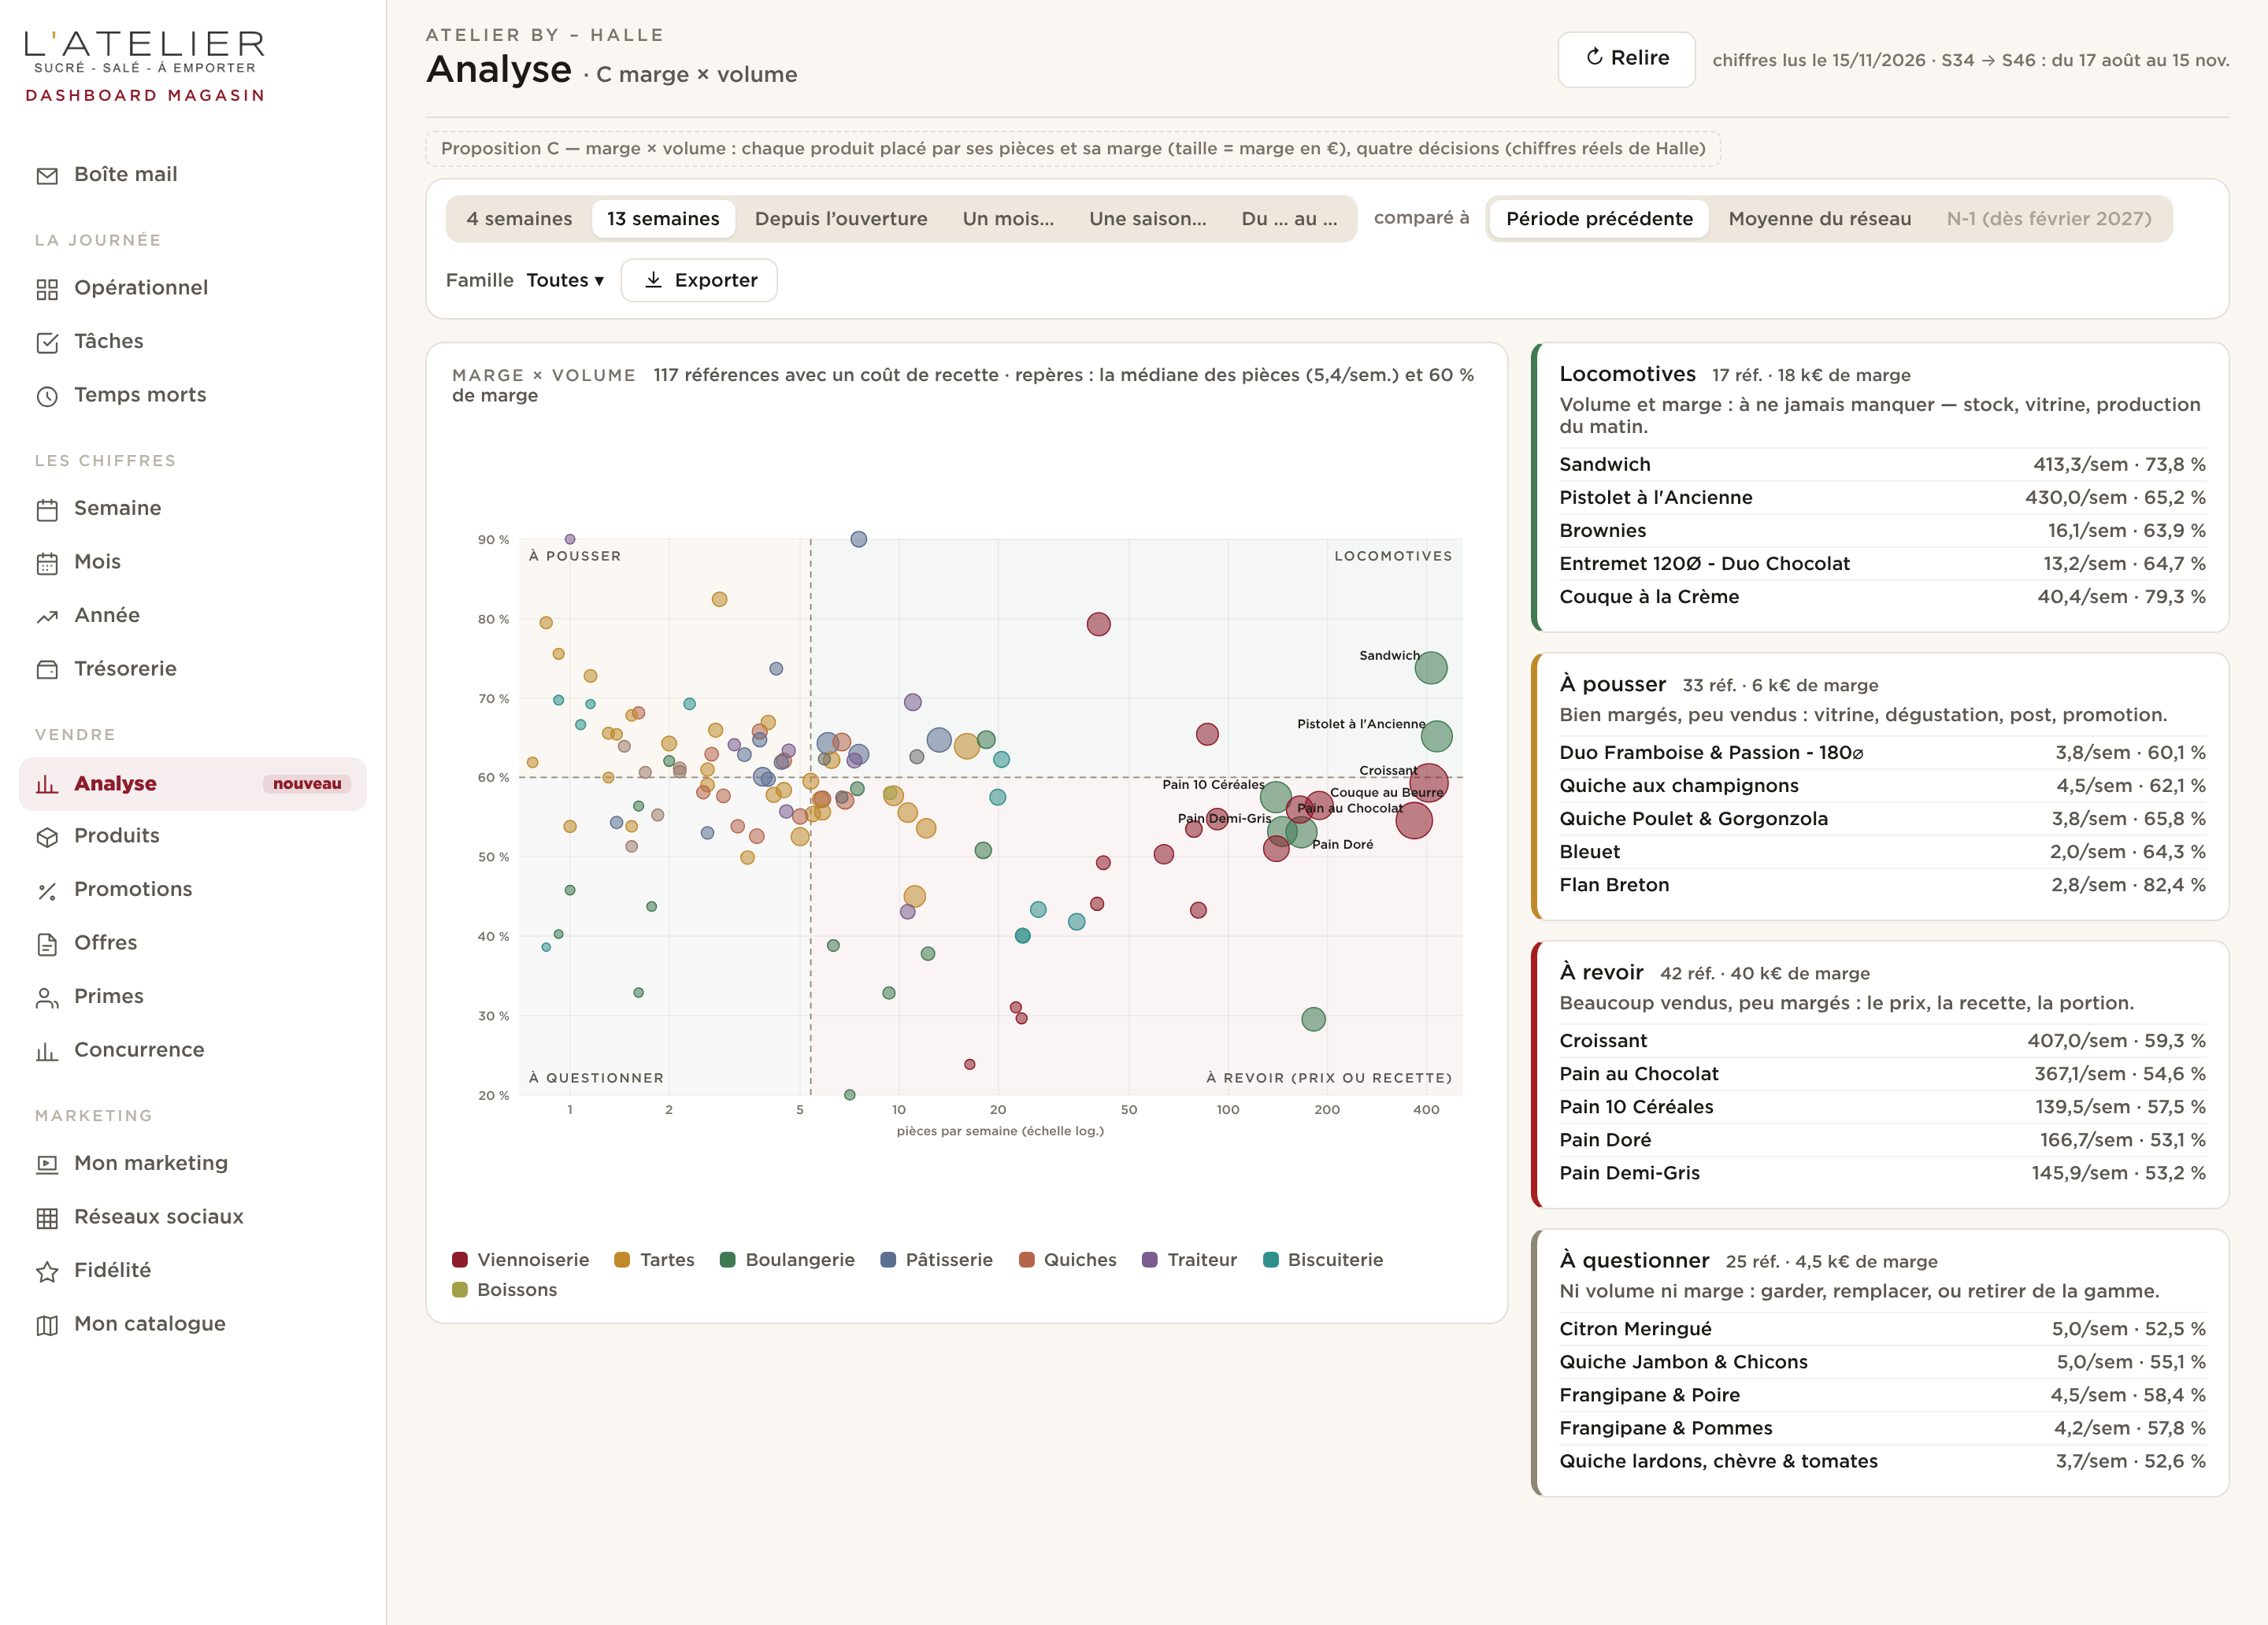 L'ATELIER
SUCRÉ - SALÉ - À EMPORTER
DASHBOARD MAGASIN
Boîte mail
LA JOURNÉE
Opérationnel
Tâches
Temps morts
LES CHIFFRES
Semaine
Mois
Année
Trésorerie
VENDRE
Analyse nouveau
Produits
Promotions
Offres
Primes
Concurrence
MARKETING
Mon marketing
Réseaux sociaux
Fidélité
Mon catalogue
ATELIER BY – HALLE
Analyse · C marge × volume
Relire
chiffres lus le 15/11/2026 · S34 → S46 : du 17 août au 15 nov.
Proposition C — marge × volume : chaque produit placé par ses pièces et sa marge (taille = marge en €), quatre décisions (chiffres réels de Halle)
4 semaines 13 semaines Depuis l’ouverture Un mois... Une saison... Du ... au ... comparé à Période précédente Moyenne du réseau N-1 (dès février 2027)
Famille Toutes ▾ Exporter
MARGE × VOLUME 117 références avec un coût de recette · repères : la médiane des pièces (5,4/sem.) et 60 %
de marge
90 %
À POUSSER LOCOMOTIVES
80 %
Sandwich
70 %
Pistolet à l'Ancienne
Croissant
60 %
Pain 10 Céréales
Couque au Beurre
Pain au Chocolat
Pain Demi-Gris
Pain Doré
50 %
40 %
30 %
À QUESTIONNER À REVOIR (PRIX OU RECETTE)
20 %
1 2 5 10 20 50 100 200 400
pièces par semaine (échelle log.)
Viennoiserie Tartes Boulangerie Pâtisserie Quiches Traiteur Biscuiterie
Boissons
Locomotives 17 réf. · 18 k€ de marge
Volume et marge : à ne jamais manquer — stock, vitrine, production
du matin.
Sandwich 413,3/sem · 73,8 %
Pistolet à l'Ancienne 430,0/sem · 65,2 %
Brownies 16,1/sem · 63,9 %
Entremet 120Ø - Duo Chocolat 13,2/sem · 64,7 %
Couque à la Crème 40,4/sem · 79,3 %
À pousser 33 réf. · 6 k€ de marge
Bien margés, peu vendus : vitrine, dégustation, post, promotion.
Duo Framboise & Passion - 180⌀ 3,8/sem · 60,1 %
Quiche aux champignons 4,5/sem · 62,1 %
Quiche Poulet & Gorgonzola 3,8/sem · 65,8 %
Bleuet 2,0/sem · 64,3 %
Flan Breton 2,8/sem · 82,4 %
À revoir 42 réf. · 40 k€ de marge
Beaucoup vendus, peu margés : le prix, la recette, la portion.
Croissant 407,0/sem · 59,3 %
Pain au Chocolat 367,1/sem · 54,6 %
Pain 10 Céréales 139,5/sem · 57,5 %
Pain Doré 166,7/sem · 53,1 %
Pain Demi-Gris 145,9/sem · 53,2 %
À questionner 25 réf. · 4,5 k€ de marge
Ni volume ni marge : garder, remplacer, ou retirer de la gamme.
Citron Meringué 5,0/sem · 52,5 %
Quiche Jambon & Chicons 5,0/sem · 55,1 %
Frangipane & Poire 4,5/sem · 58,4 %
Frangipane & Pommes 4,2/sem · 57,8 %
Quiche lardons, chèvre & tomates 3,7/sem · 52,6 %